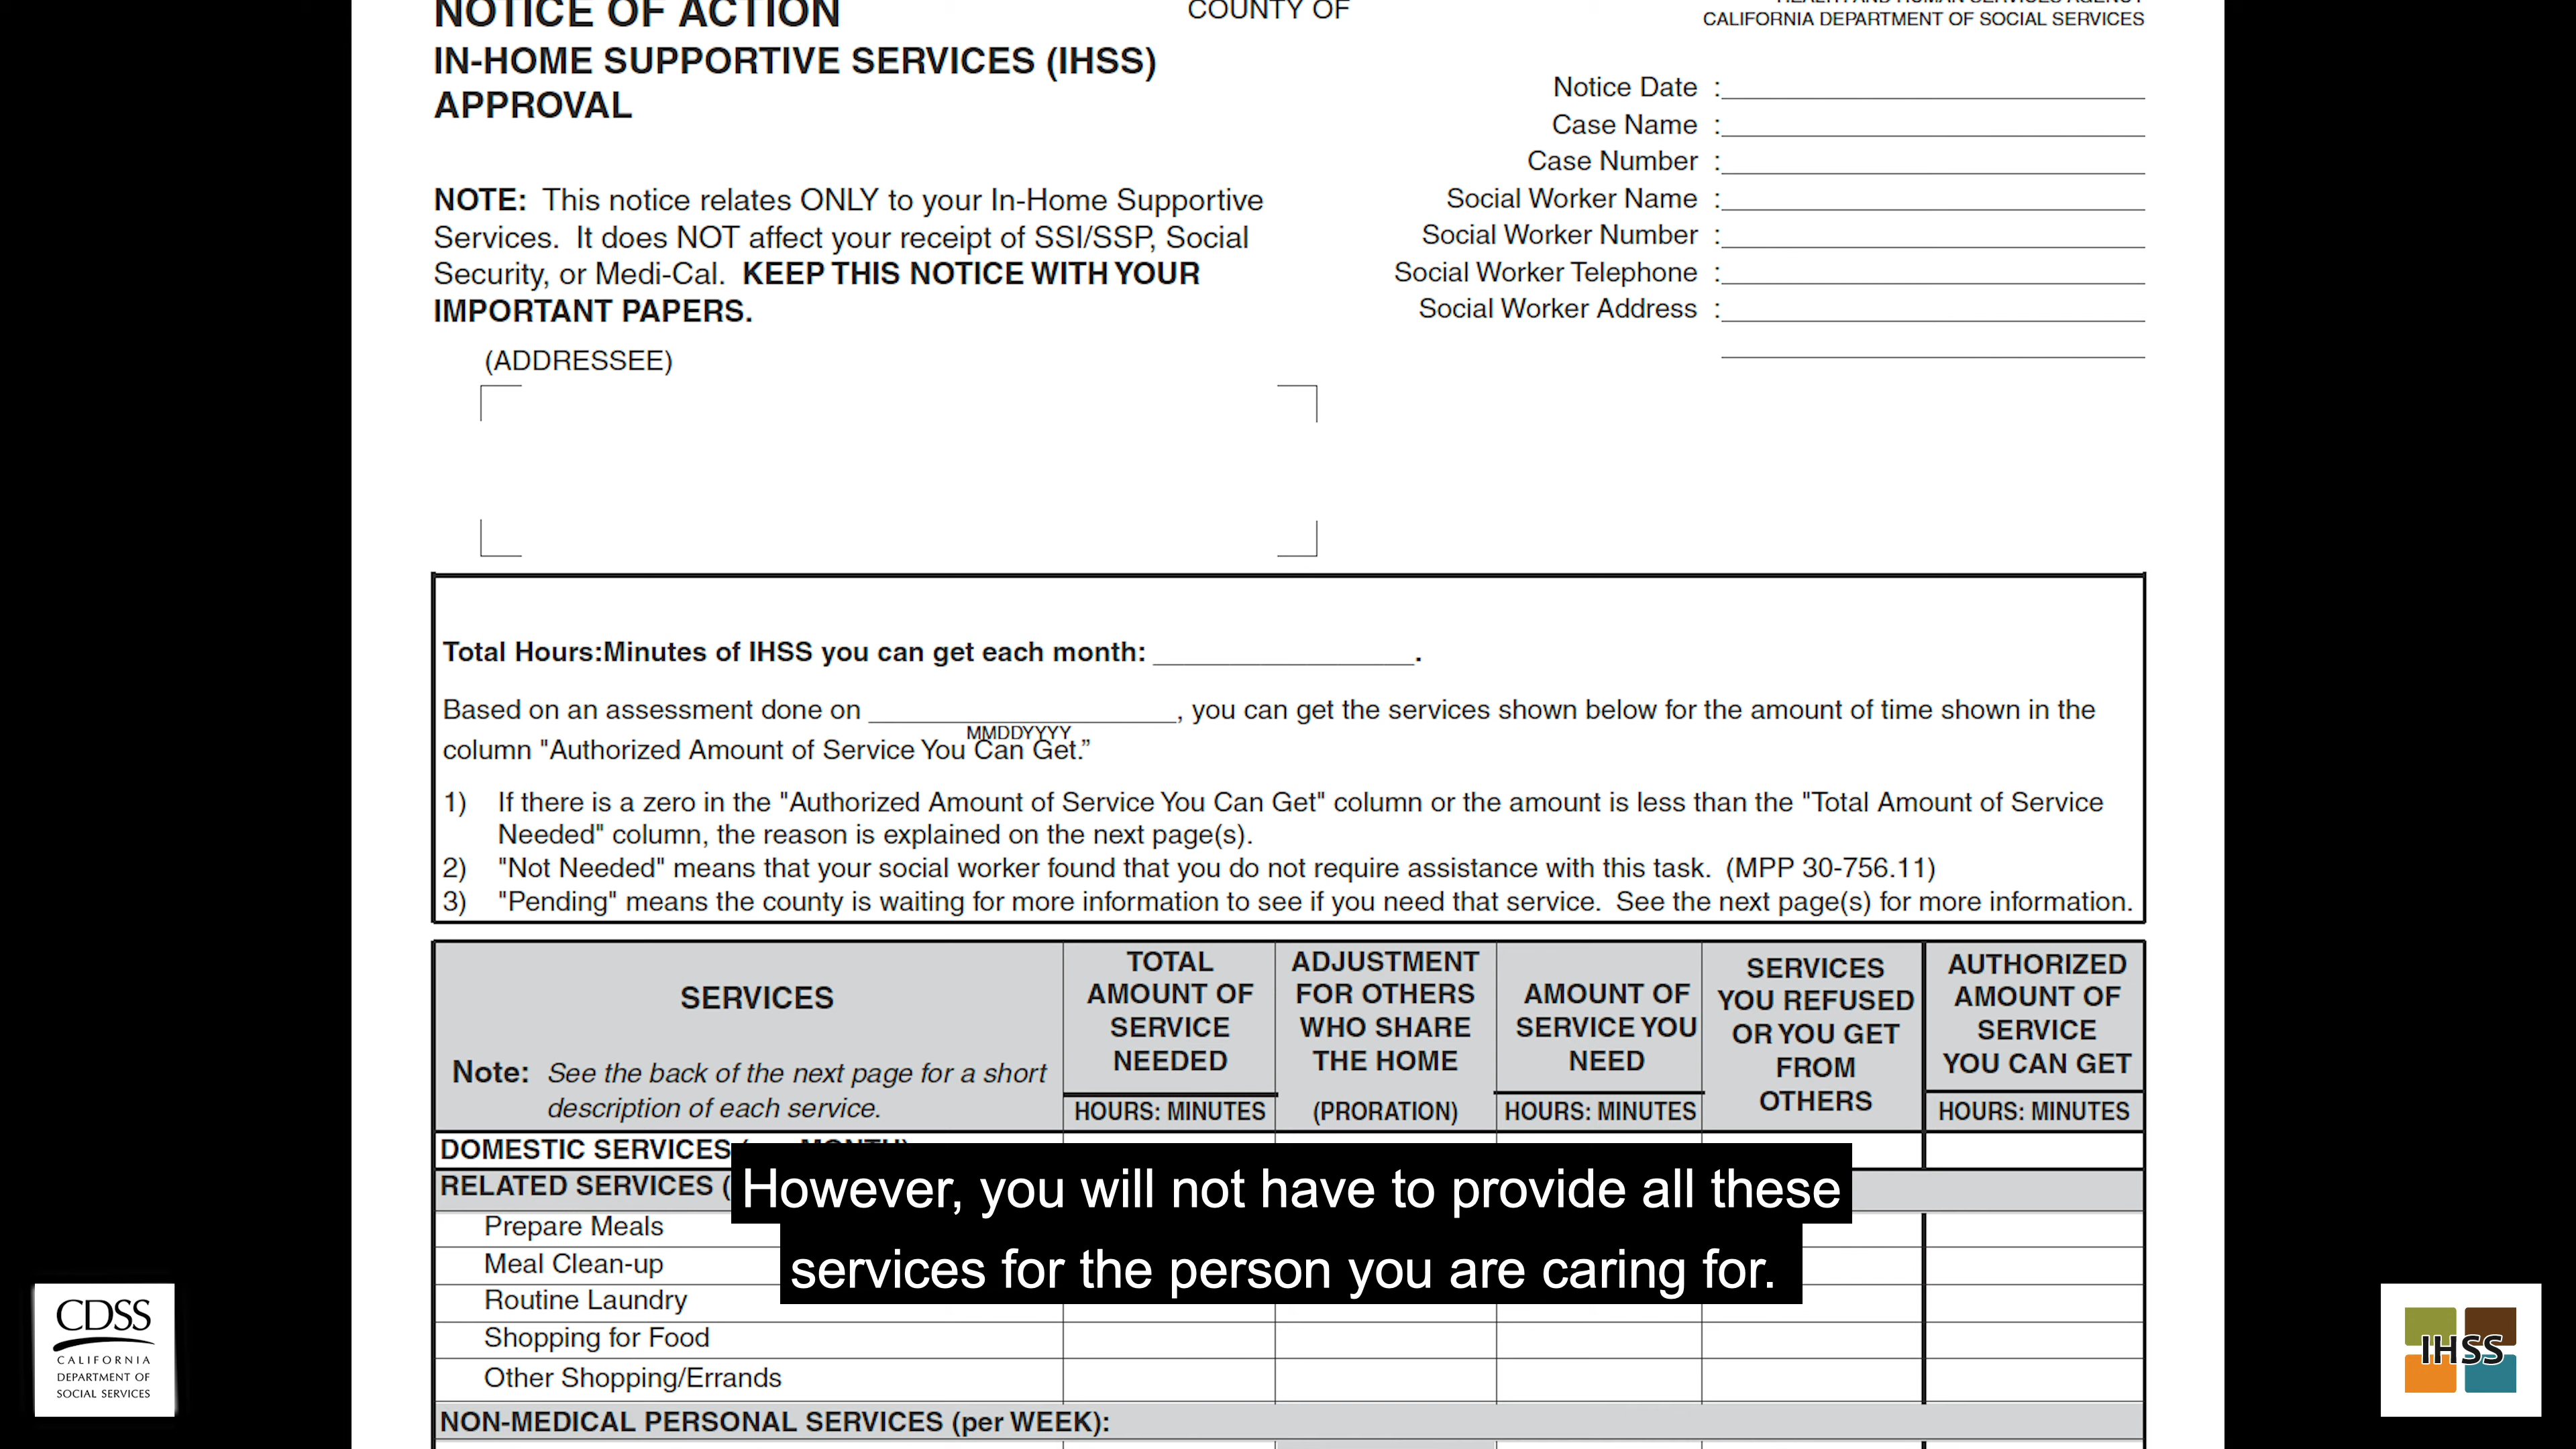 NOTICE OF ACTION
IN-HOME SUPPORTIVE SERVICES (IHSS)
APPROVAL
COUNTY OF
HEALTH AND HUMAN SERVICES AGENCY
CALIFORNIA DEPARTMENT OF SOCIAL SERVICES
Notice Date :
Case Name :
Case Number :
Social Worker Name :
Social Worker Number :
Social Worker Telephone :
Social Worker Address :
NOTE: This notice relates ONLY to your In-Home Supportive
Services. It does NOT affect your receipt of SSI/SSP, Social
Security, or Medi-Cal. KEEP THIS NOTICE WITH YOUR
IMPORTANT PAPERS.
(ADDRESSEE)
Total Hours:Minutes of IHSS you can get each month: ________________.
Based on an assessment done on ________________, you can get the services shown below for the amount of time shown in the
MMDDYYYY
column "Authorized Amount of Service You Can Get.”
1) If there is a zero in the "Authorized Amount of Service You Can Get" column or the amount is less than the "Total Amount of Service
Needed" column, the reason is explained on the next page(s).
2) "Not Needed" means that your social worker found that you do not require assistance with this task. (MPP 30-756.11)
3) "Pending" means the county is waiting for more information to see if you need that service. See the next page(s) for more information.
SERVICES
Note: See the back of the next page for a short
description of each service.
TOTAL
AMOUNT OF
SERVICE
NEEDED
HOURS: MINUTES
ADJUSTMENT
FOR OTHERS
WHO SHARE
THE HOME
(PRORATION)
AMOUNT OF
SERVICE YOU
NEED
HOURS: MINUTES
SERVICES
YOU REFUSED
OR YOU GET
FROM
OTHERS
AUTHORIZED
AMOUNT OF
SERVICE
YOU CAN GET
HOURS: MINUTES
DOMESTIC SERVICES MONTH)
RELATED SERVICES (
Prepare Meals
Meal Clean-up
Routine Laundry
Shopping for Food
Other Shopping/Errands
NON-MEDICAL PERSONAL SERVICES (per WEEK):
However, you will not have to provide all these
services for the person you are caring for.
CDSS
CALIFORNIA
DEPARTMENT OF
SOCIAL SERVICES
IHSS